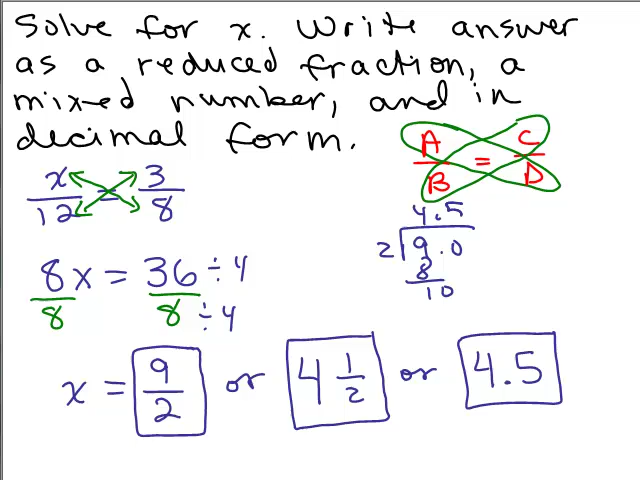 Solve for x. Write answer
as a reduced fraction, a
mixed number, and in
decimal form.
A/B = C/D
x/12 = 3/8
4.5
2 9.0
8
10
8x/8 = 36/8 ÷4 ÷4
x = 9/2 or 4 1/2 or 4.5